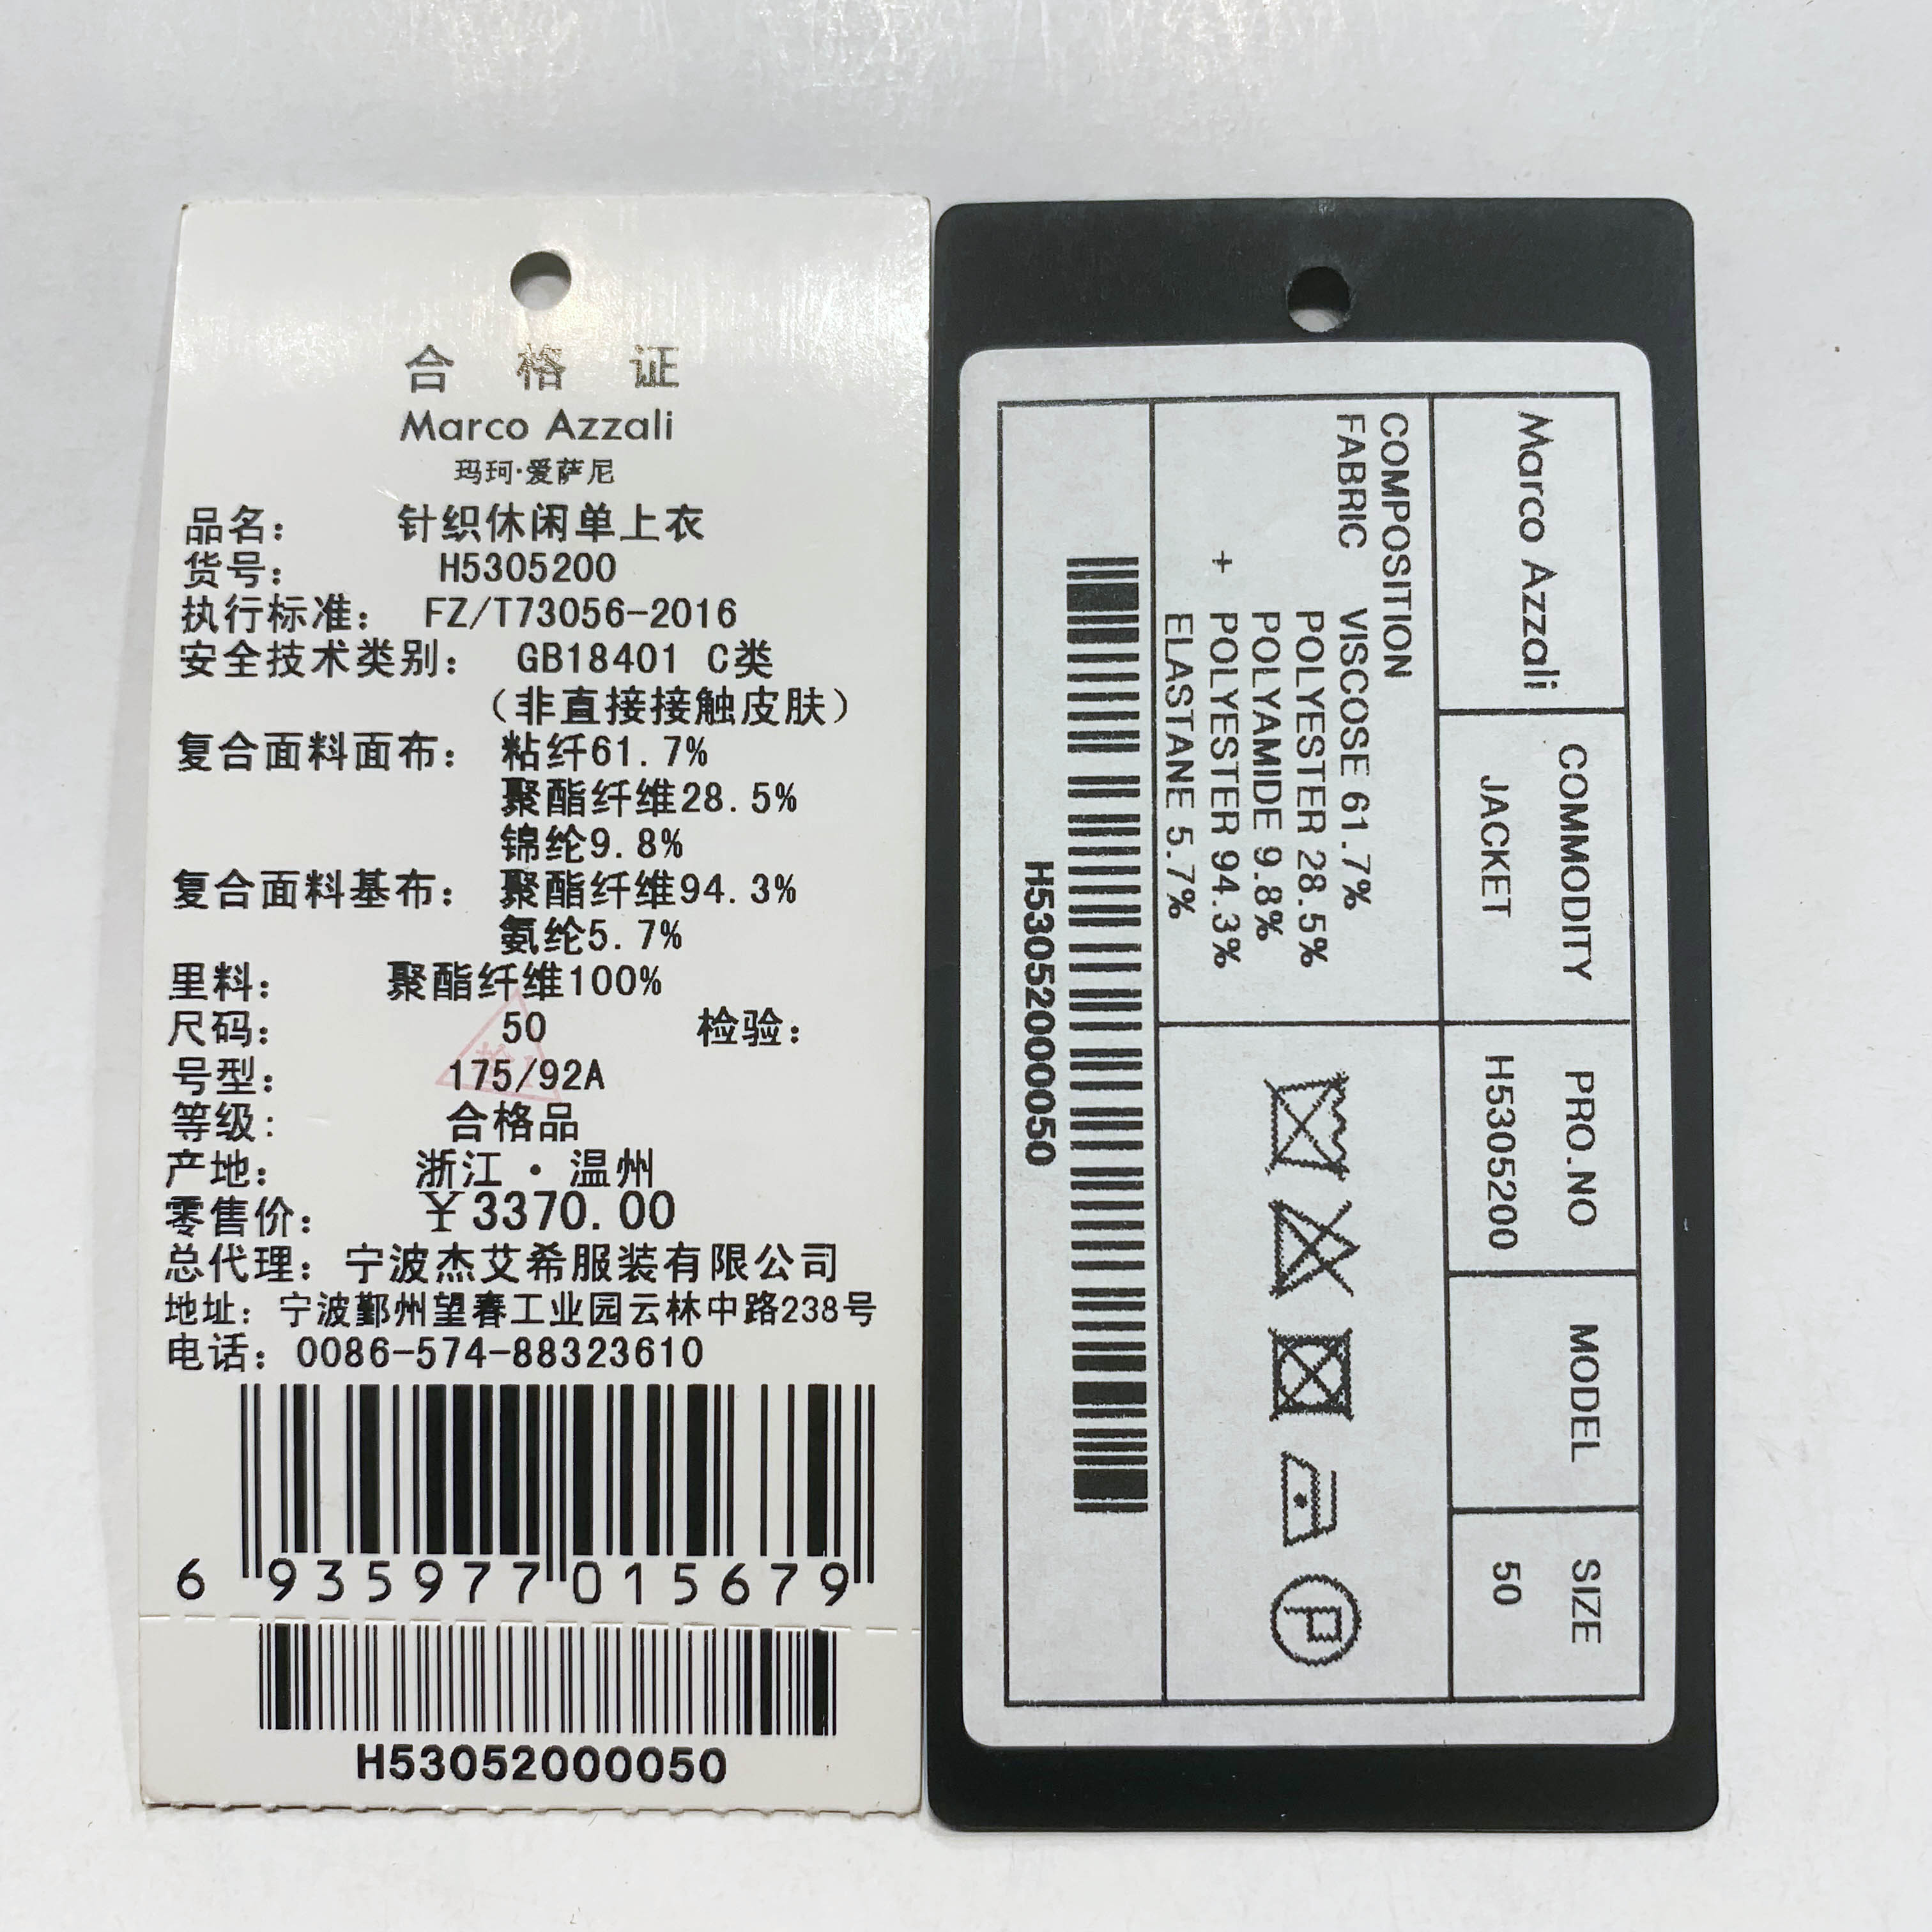 合格证
Marco Azzali
玛珂·爱萨尼
品名： 针织休闲单上衣
货号： H5305200
执行标准： FZ/T73056-2016
安全技术类别： GB18401 C类
（非直接接触皮肤）
复合面料面布： 粘纤61.7%
聚酯纤维28.5%
锦纶9.8%
复合面料基布： 聚酯纤维94.3%
氨纶5.7%
里料： 聚酯纤维100%
尺码： 50 检验：
号型： 175/92A
等级： 合格品
产地： 浙江·温州
零售价： ¥3370.00
总代理： 宁波杰艾希服装有限公司
地址： 宁波鄞州望春工业园云林中路238号
电话： 0086-574-88323610
6 935977 015679
H53052000050
Marco Azzali
COMMODITY
JACKET
PRO.NO
H5305200
MODEL
SIZE
50
COMPOSITION
FABRIC VISCOSE 61.7%
POLYESTER 28.5%
POLYAMIDE 9.8%
+ POLYESTER 94.3%
ELASTANE 5.7%
P
H53052000050